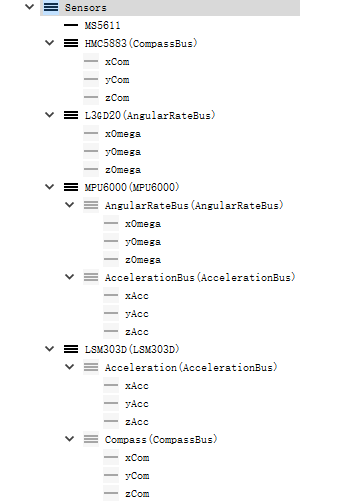 Sensors
MS5611
HMC5883(CompassBus)
xCom
yCom
zCom
L3GD20(AngularRateBus)
xOmega
yOmega
zOmega
MPU6000(MPU6000)
AngularRateBus(AngularRateBus)
xOmega
yOmega
zOmega
AccelerationBus(AccelerationBus)
xAcc
yAcc
zAcc
LSM303D(LSM303D)
Acceleration(AccelerationBus)
xAcc
yAcc
zAcc
Compass(CompassBus)
xCom
yCom
zCom